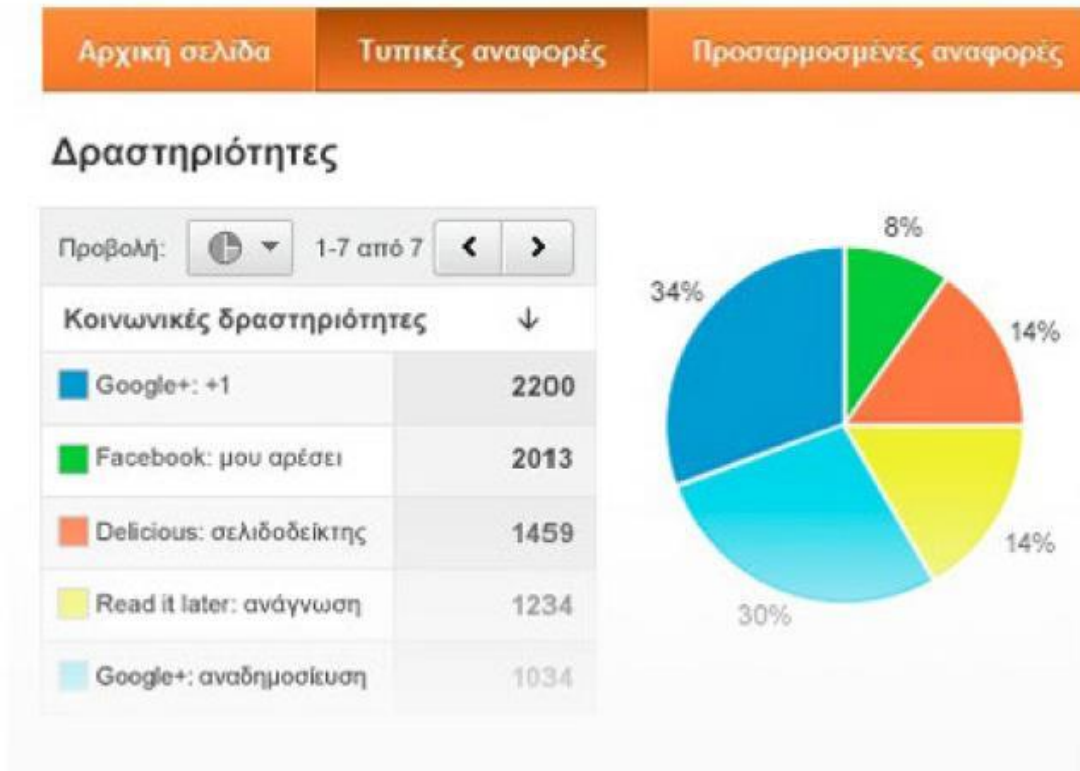 Αρχική σελίδα Τυπικές αναφορές Προσαρμοσμένες αναφορές
Δραστηριότητες
Προβολή: 1-7 από 7
Κοινωνικές δραστηριότητες
Google+: +1 2200
Facebook: μου αρέσει 2013
Delicious: σελιδοδείκτης 1459
Read it later: ανάγνωση 1234
Google+: αναδημοσίευση 1034
8%
34%
14%
14%
30%